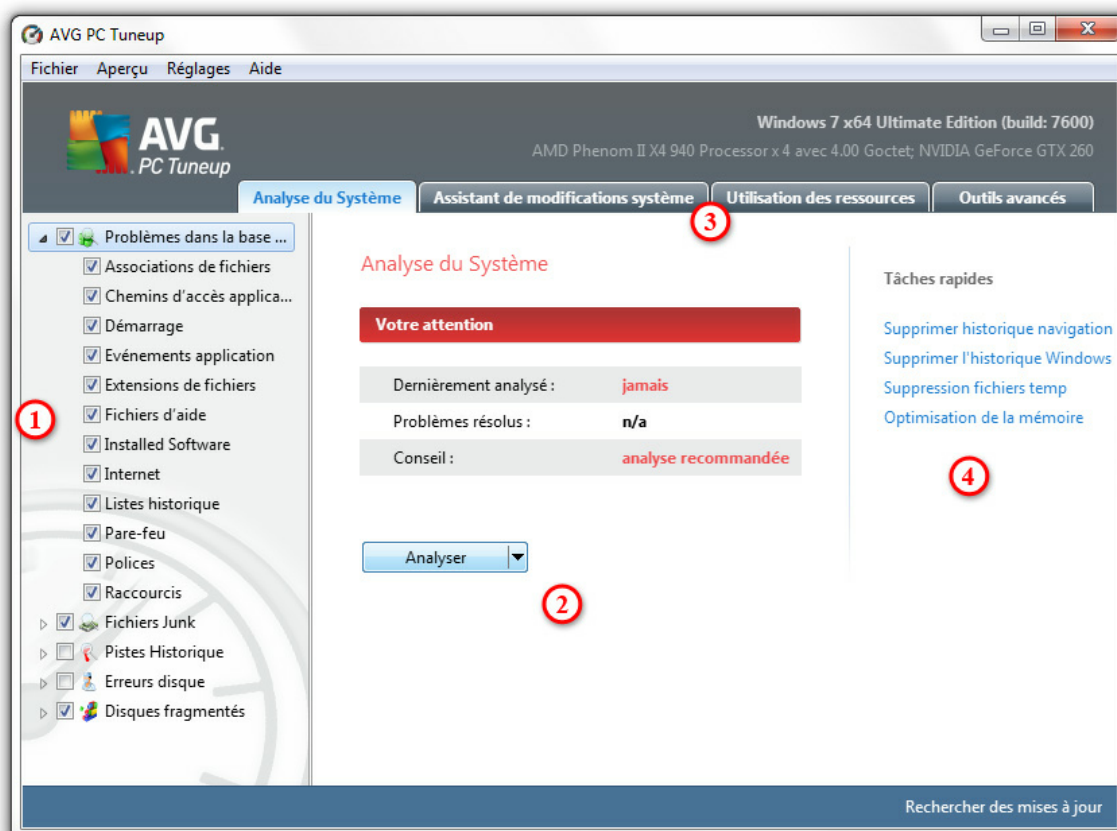 AVG PC Tuneup
Fichier Aperçu Réglages Aide
AVG.
PC Tuneup
Windows 7 x64 Ultimate Edition (build: 7600)
AMD Phenom II X4 940 Processor x 4 avec 4.00 Goctet; NVIDIA GeForce GTX 260
Analyse du Système
Assistant de modifications système
Utilisation des ressources
Outils avancés
3
Problèmes dans la base ...
Associations de fichiers
Chemins d'accès applica...
Démarrage
Evénements application
Extensions de fichiers
Fichiers d'aide
1
Installed Software
Internet
Listes historique
Pare-feu
Polices
Raccourcis
Fichiers Junk
Pistes Historique
Erreurs disque
Disques fragmentés
Analyse du Système
Votre attention
Dernièrement analysé : jamais
Problèmes résolus : n/a
Conseil : analyse recommandée
Analyser
2
Tâches rapides
Supprimer historique navigation
Supprimer l'historique Windows
Suppression fichiers temp
Optimisation de la mémoire
4
Rechercher des mises à jour